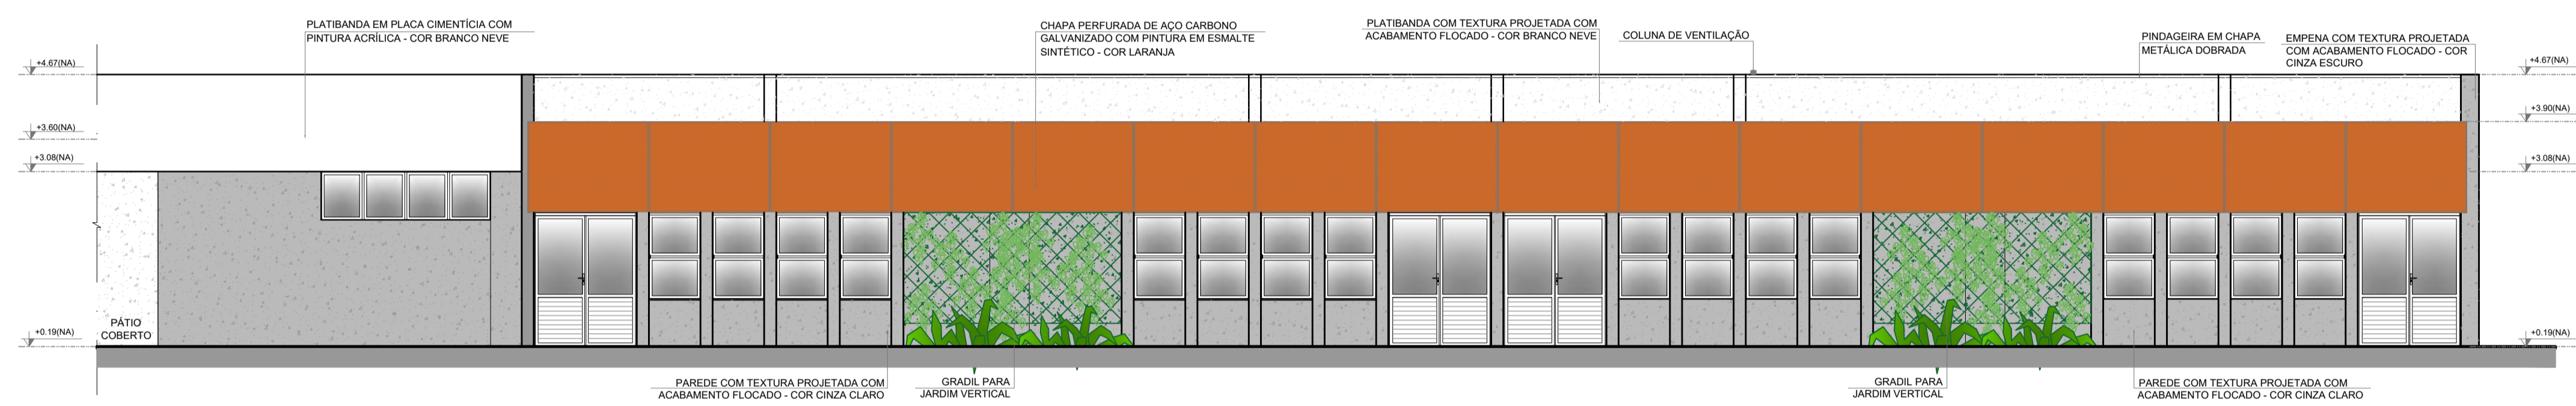 PLATIBANDA EM PLACA CIMENTÍCIA COM
PINTURA ACRÍLICA - COR BRANCO NEVE
CHAPA PERFURADA DE AÇO CARBONO
GALVANIZADO COM PINTURA EM ESMALTE
SINTÉTICO - COR LARANJA
PLATIBANDA COM TEXTURA PROJETADA COM
ACABAMENTO FLOCADO - COR BRANCO NEVE
COLUNA DE VENTILAÇÃO
PINDAGEIRA EM CHAPA
METÁLICA DOBRADA
EMPENA COM TEXTURA PROJETADA
COM ACABAMENTO FLOCADO - COR
CINZA ESCURO
+4.67(NA)
+3.60(NA)
+3.08(NA)
+0.19(NA)
+4.67(NA)
+3.90(NA)
+3.08(NA)
+0.19(NA)
PÁTIO
COBERTO
PAREDE COM TEXTURA PROJETADA COM
ACABAMENTO FLOCADO - COR CINZA CLARO
GRADIL PARA
JARDIM VERTICAL
GRADIL PARA
JARDIM VERTICAL
PAREDE COM TEXTURA PROJETADA COM
ACABAMENTO FLOCADO - COR CINZA CLARO